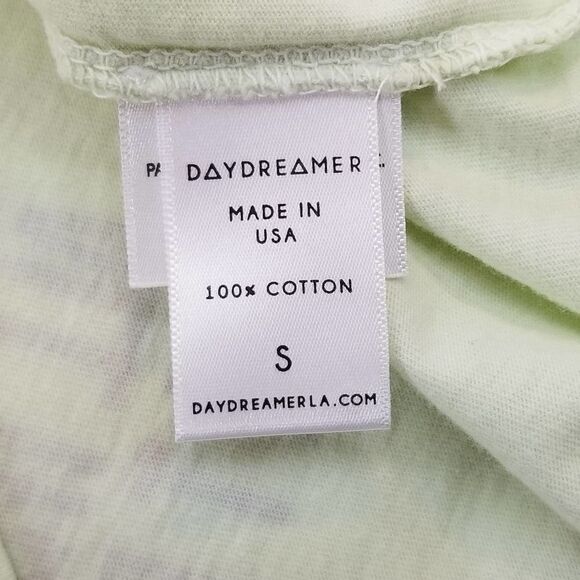 DAYDREAMER
MADE IN
USA
100% COTTON
S
DAYDREAMERLA.COM